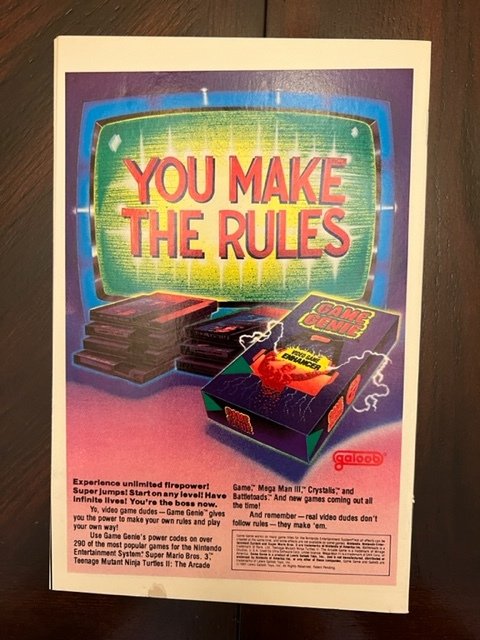 YOU MAKE
THE RULES
GAME
GENIE
VIDEO GAME
ENHANCER
GAME
GENIE
galoob®
Experience unlimited firepower!
Super jumps! Start on any level! Have
infinite lives! You're the boss now.
Yo, video game dudes — Game Genie™ gives
you the power to make your own rules and play
your own way!
Use Game Genie's power codes on over
290 of the most popular games for the Nintendo
Entertainment System.® Super Mario Bros. 3,™
Teenage Mutant Ninja Turtles II: The Arcade
Game,™ Mega Man III,™ Crystalis,™ and
Battletoads.™ And new games coming out all
the time!
And remember — real video dudes don't
follow rules — they make 'em.